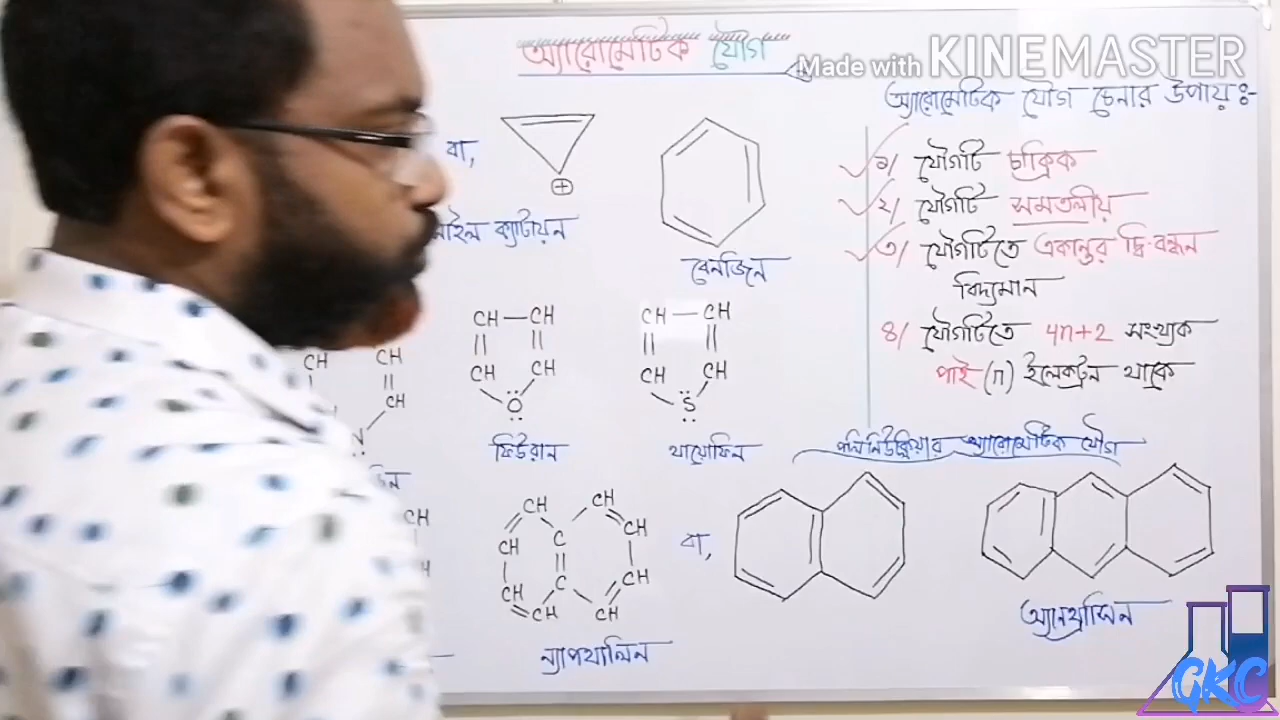 অ্যারোমেটিক যৌগ
Made with KINEMASTER
অ্যারোমেটিক যৌগ চেনার উপায়ঃ-
১/ যৌগটি চাক্রিক
২/ যৌগটি সমতলীয়
৩/ যৌগটিতে একান্তর দ্বি-বন্ধন
বিদ্যমান
৪/ যৌগটিতে 4n+2 সংখ্যক
পাই (π) ইলেকট্রন থাকে
বা,
⊕
ক্যাটায়ন
বেনজিন
CH
CH
CH
N
CH — CH
CH CH
O
ফিউরান
CH — CH
CH CH
S
থায়োফিন
পলিনিউক্লিয়ার অ্যারোমেটিক যৌগ
CH
CH CH
CH C CH
CH C CH
CH CH
ন্যাপথালিন
বা,
অ্যানথ্রাসিন
GKC